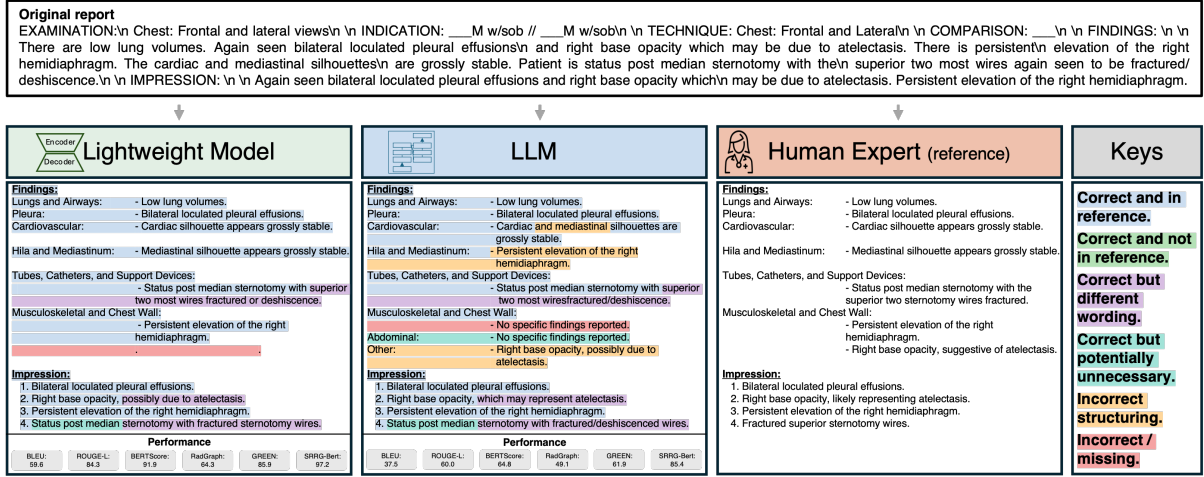 Original report
EXAMINATION:\n Chest: Frontal and lateral views\n \n INDICATION: ___M w/sob // ___M w/sob\n \n TECHNIQUE: Chest: Frontal and Lateral\n \n COMPARISON: ___\n \n FINDINGS: \n \n
There are low lung volumes. Again seen bilateral loculated pleural effusions\n and right base opacity which may be due to atelectasis. There is persistent\n elevation of the right
hemidiaphragm. The cardiac and mediastinal silhouettes\n are grossly stable. Patient is status post median sternotomy with the\n superior two most wires again seen to be fractured/
deshiscence.\n \n IMPRESSION: \n \n Again seen bilateral loculated pleural effusions and right base opacity which\n may be due to atelectasis. Persistent elevation of the right hemidiaphragm.
Encoder
Decoder
Lightweight Model
Findings:
Lungs and Airways: - Low lung volumes.
Pleura: - Bilateral loculated pleural effusions.
Cardiovascular: - Cardiac silhouette appears grossly stable.
Hila and Mediastinum: - Mediastinal silhouette appears grossly stable.
Tubes, Catheters, and Support Devices:
- Status post median sternotomy with superior
two most wires fractured or deshiscence.
Musculoskeletal and Chest Wall:
- Persistent elevation of the right
hemidiaphragm.
. .
Impression:
1. Bilateral loculated pleural effusions.
2. Right base opacity, possibly due to atelectasis.
3. Persistent elevation of the right hemidiaphragm.
4. Status post median sternotomy with fractured sternotomy wires.
Performance
BLEU: ROUGE-L: BERTScore: RadGraph: GREEN: SRRG-Bert:
59.6 84.3 91.9 64.3 85.9 97.2
LLM
Findings:
Lungs and Airways: - Low lung volumes.
Pleura: - Bilateral loculated pleural effusions.
Cardiovascular: - Cardiac and mediastinal silhouettes are
grossly stable.
Hila and Mediastinum: - Persistent elevation of the right
hemidiaphragm.
Tubes, Catheters, and Support Devices:
- Status post median sternotomy with superior
two most wiresfractured/deshiscence.
Musculoskeletal and Chest Wall:
- No specific findings reported.
Abdominal: - No specific findings reported.
Other: - Right base opacity, possibly due to
atelectasis.
Impression:
1. Bilateral loculated pleural effusions.
2. Right base opacity, which may represent atelectasis.
3. Persistent elevation of the right hemidiaphragm.
4. Status post median sternotomy with fractured/deshiscenced wires.
Performance
BLEU: ROUGE-L: BERTScore: RadGraph: GREEN: SRRG-Bert:
37.5 60.0 64.8 49.1 61.9 85.4
Human Expert (reference)
Findings:
Lungs and Airways: - Low lung volumes.
Pleura: - Bilateral loculated pleural effusions.
Cardiovascular: - Cardiac silhouette appears grossly stable.
Hila and Mediastinum: - Mediastinal silhouette appears grossly stable.
Tubes, Catheters, and Support Devices:
- Status post median sternotomy with the
superior two sternotomy wires fractured.
Musculoskeletal and Chest Wall:
- Persistent elevation of the right
hemidiaphragm.
- Right base opacity, suggestive of atelectasis.
Impression:
1. Bilateral loculated pleural effusions.
2. Right base opacity, likely representing atelectasis.
3. Persistent elevation of the right hemidiaphragm.
4. Fractured superior sternotomy wires.
Keys
Correct and in
reference.
Correct and not
in reference.
Correct but
different
wording.
Correct but
potentially
unnecessary.
Incorrect
structuring.
Incorrect /
missing.